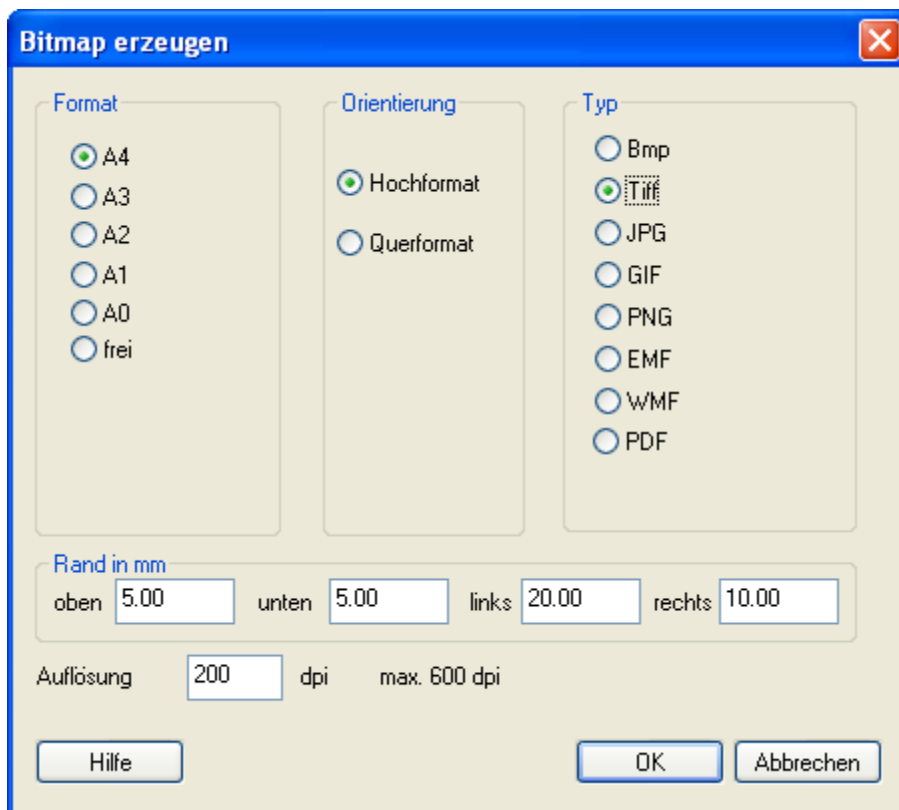 Bitmap erzeugen
Format
A4
A3
A2
A1
A0
frei
Orientierung
Hochformat
Querformat
Typ
Bmp
Tiff
JPG
GIF
PNG
EMF
WMF
PDF
Rand in mm
oben 5.00 unten 5.00 links 20.00 rechts 10.00
Auflösung 200 dpi max. 600 dpi
Hilfe OK Abbrechen